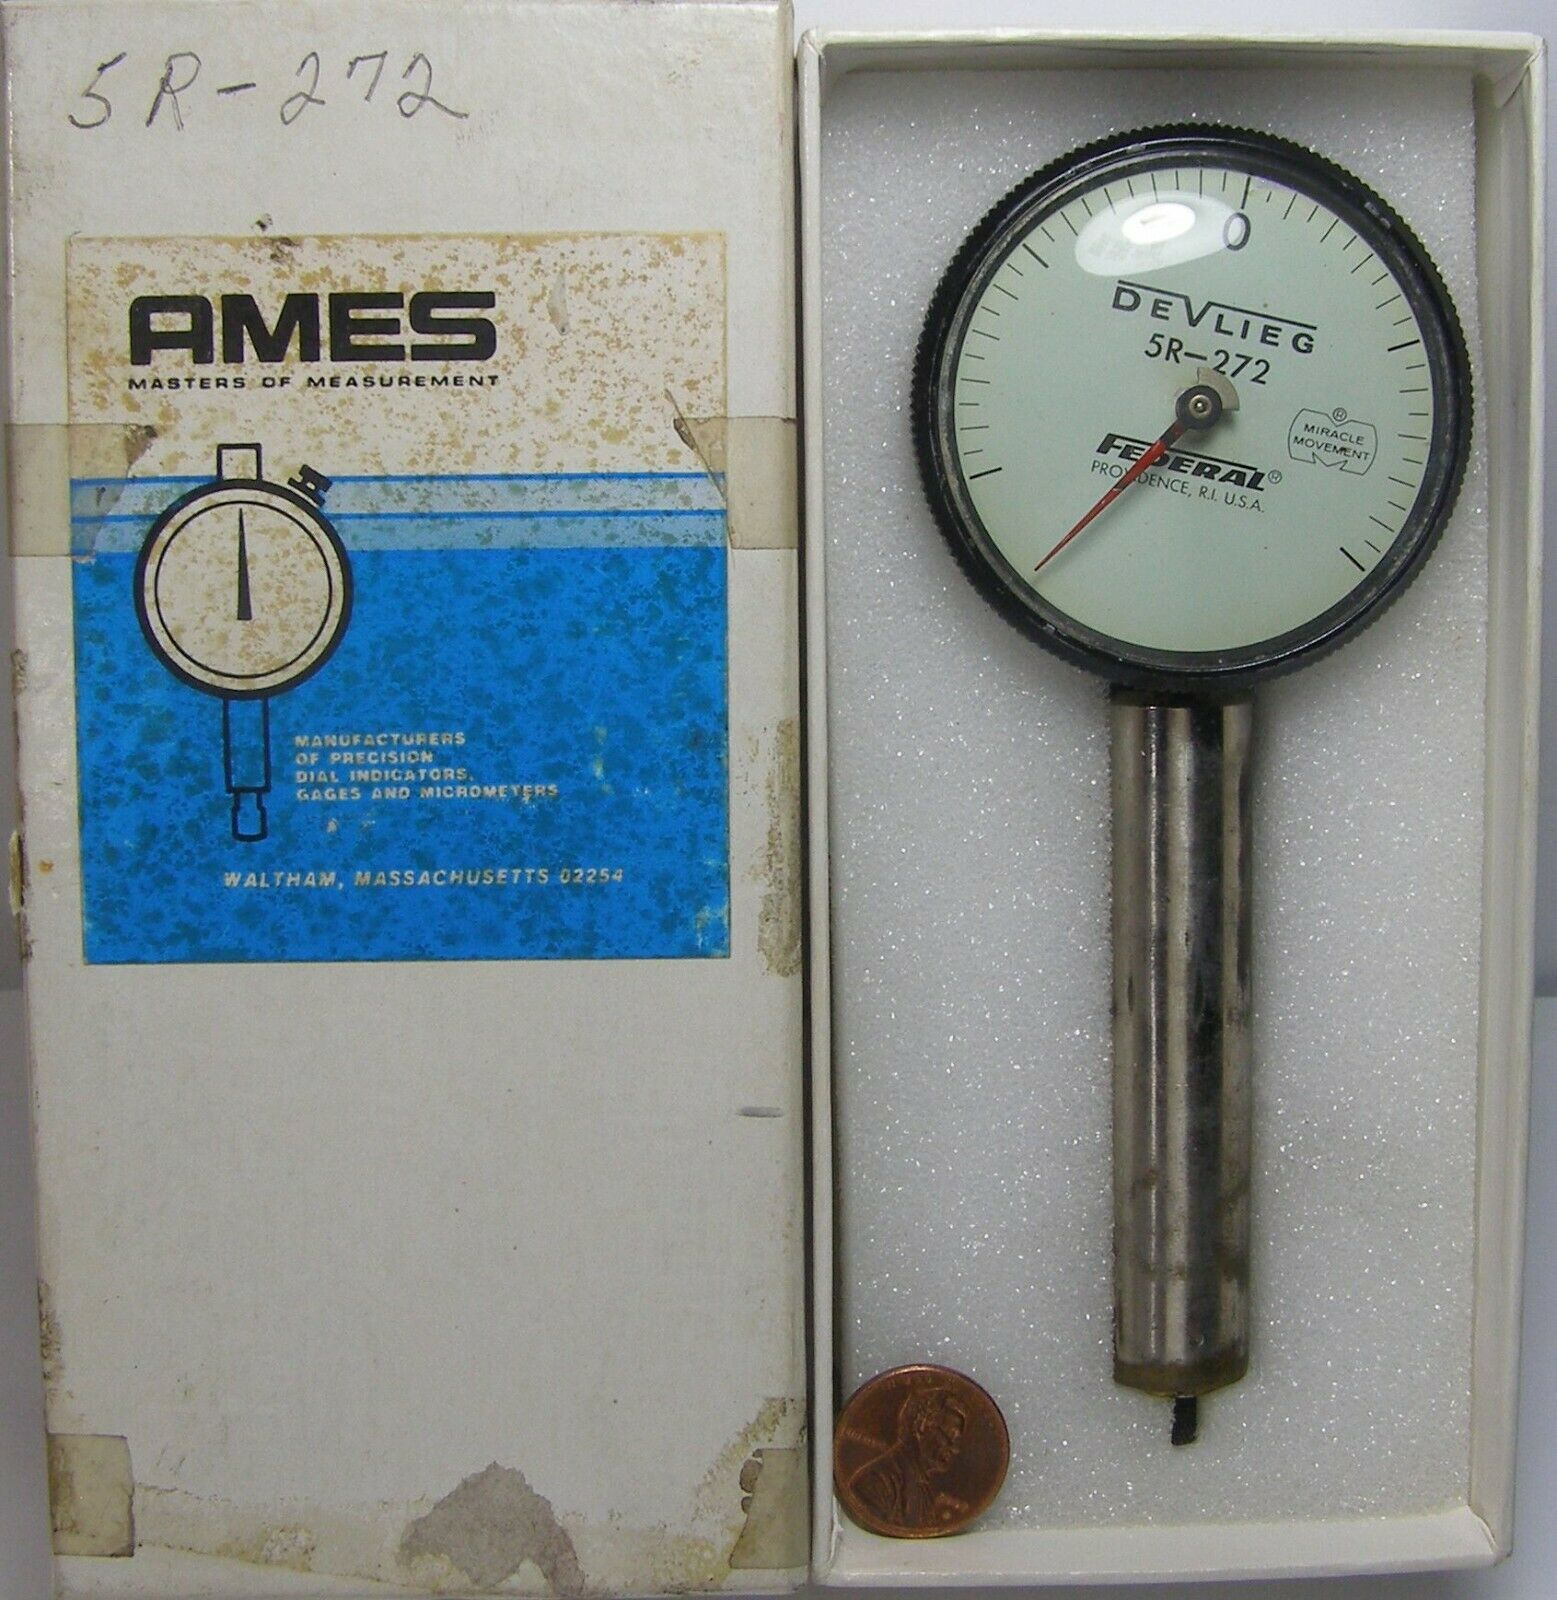 5R-272
AMES
MASTERS OF MEASUREMENT
MANUFACTURERS
OF PRECISION
DIAL INDICATORS,
GAGES AND MICROMETERS
WALTHAM, MASSACHUSETTS 02254
0
DEVLIEG
5R-272
®
MIRACLE
MOVEMENT
FEDERAL®
PROVIDENCE, R.I. U.S.A.